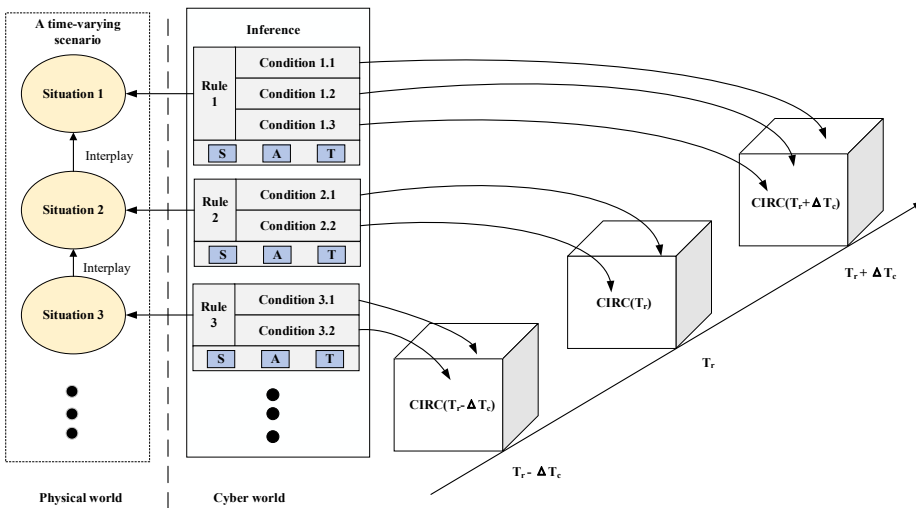 A time-varying
scenario
Situation 1
Interplay
Situation 2
Interplay
Situation 3
Physical world
Inference
Rule
1
Condition 1.1
Condition 1.2
Condition 1.3
S A T
Rule
2
Condition 2.1
Condition 2.2
S A T
Rule
3
Condition 3.1
Condition 3.2
S A T
Cyber world
CIRC(Tr+ΔTc)
CIRC(Tr)
CIRC(Tr-ΔTc)
Tr + ΔTc
Tr
Tr - ΔTc